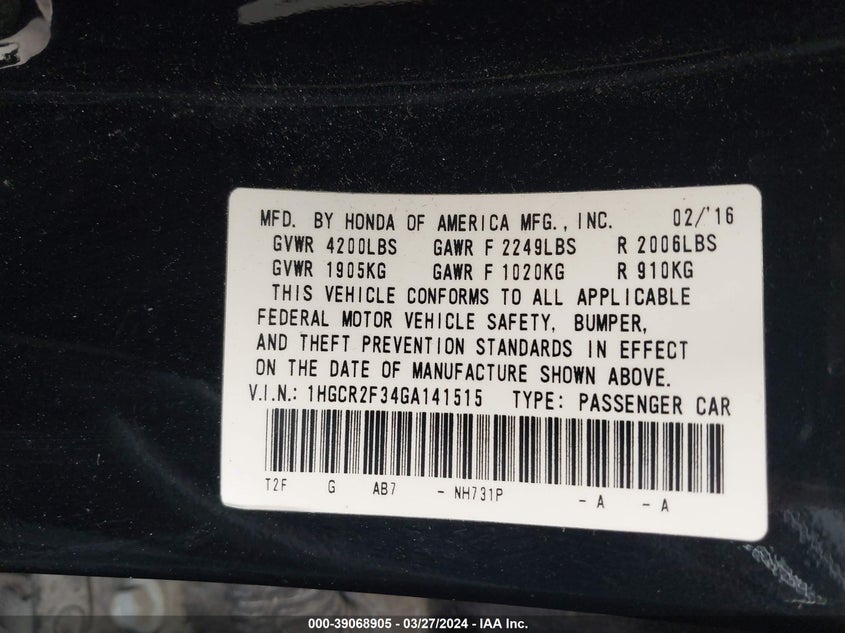 MFD. BY HONDA OF AMERICA MFG., INC. 02/'16
GVWR 4200LBS GAWR F 2249LBS R 2006LBS
GVWR 1905KG GAWR F 1020KG R 910KG
THIS VEHICLE CONFORMS TO ALL APPLICABLE
FEDERAL MOTOR VEHICLE SAFETY, BUMPER,
AND THEFT PREVENTION STANDARDS IN EFFECT
ON THE DATE OF MANUFACTURE SHOWN ABOVE.
V.I.N.: 1HGCR2F34GA141515 TYPE: PASSENGER CAR
T2F G AB7 - NH731P - A - A
000-39068905 / 03/27/2024 - IAA Inc.